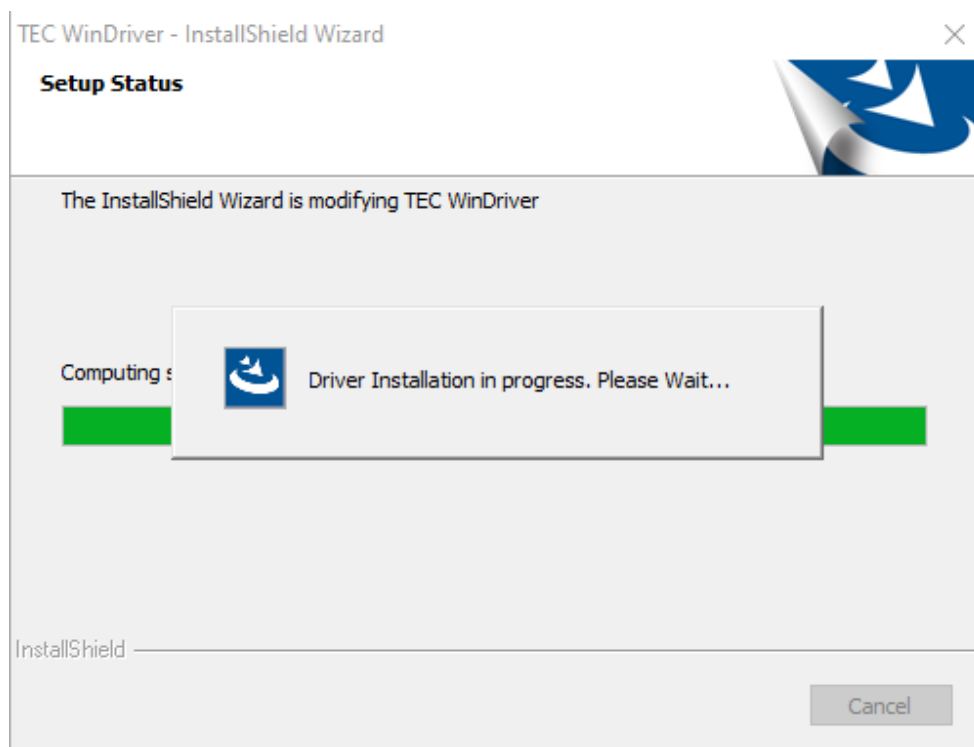 TEC WinDriver - InstallShield Wizard
Setup Status
The InstallShield Wizard is modifying TEC WinDriver
Computing
Driver Installation in progress. Please Wait...
InstallShield
Cancel